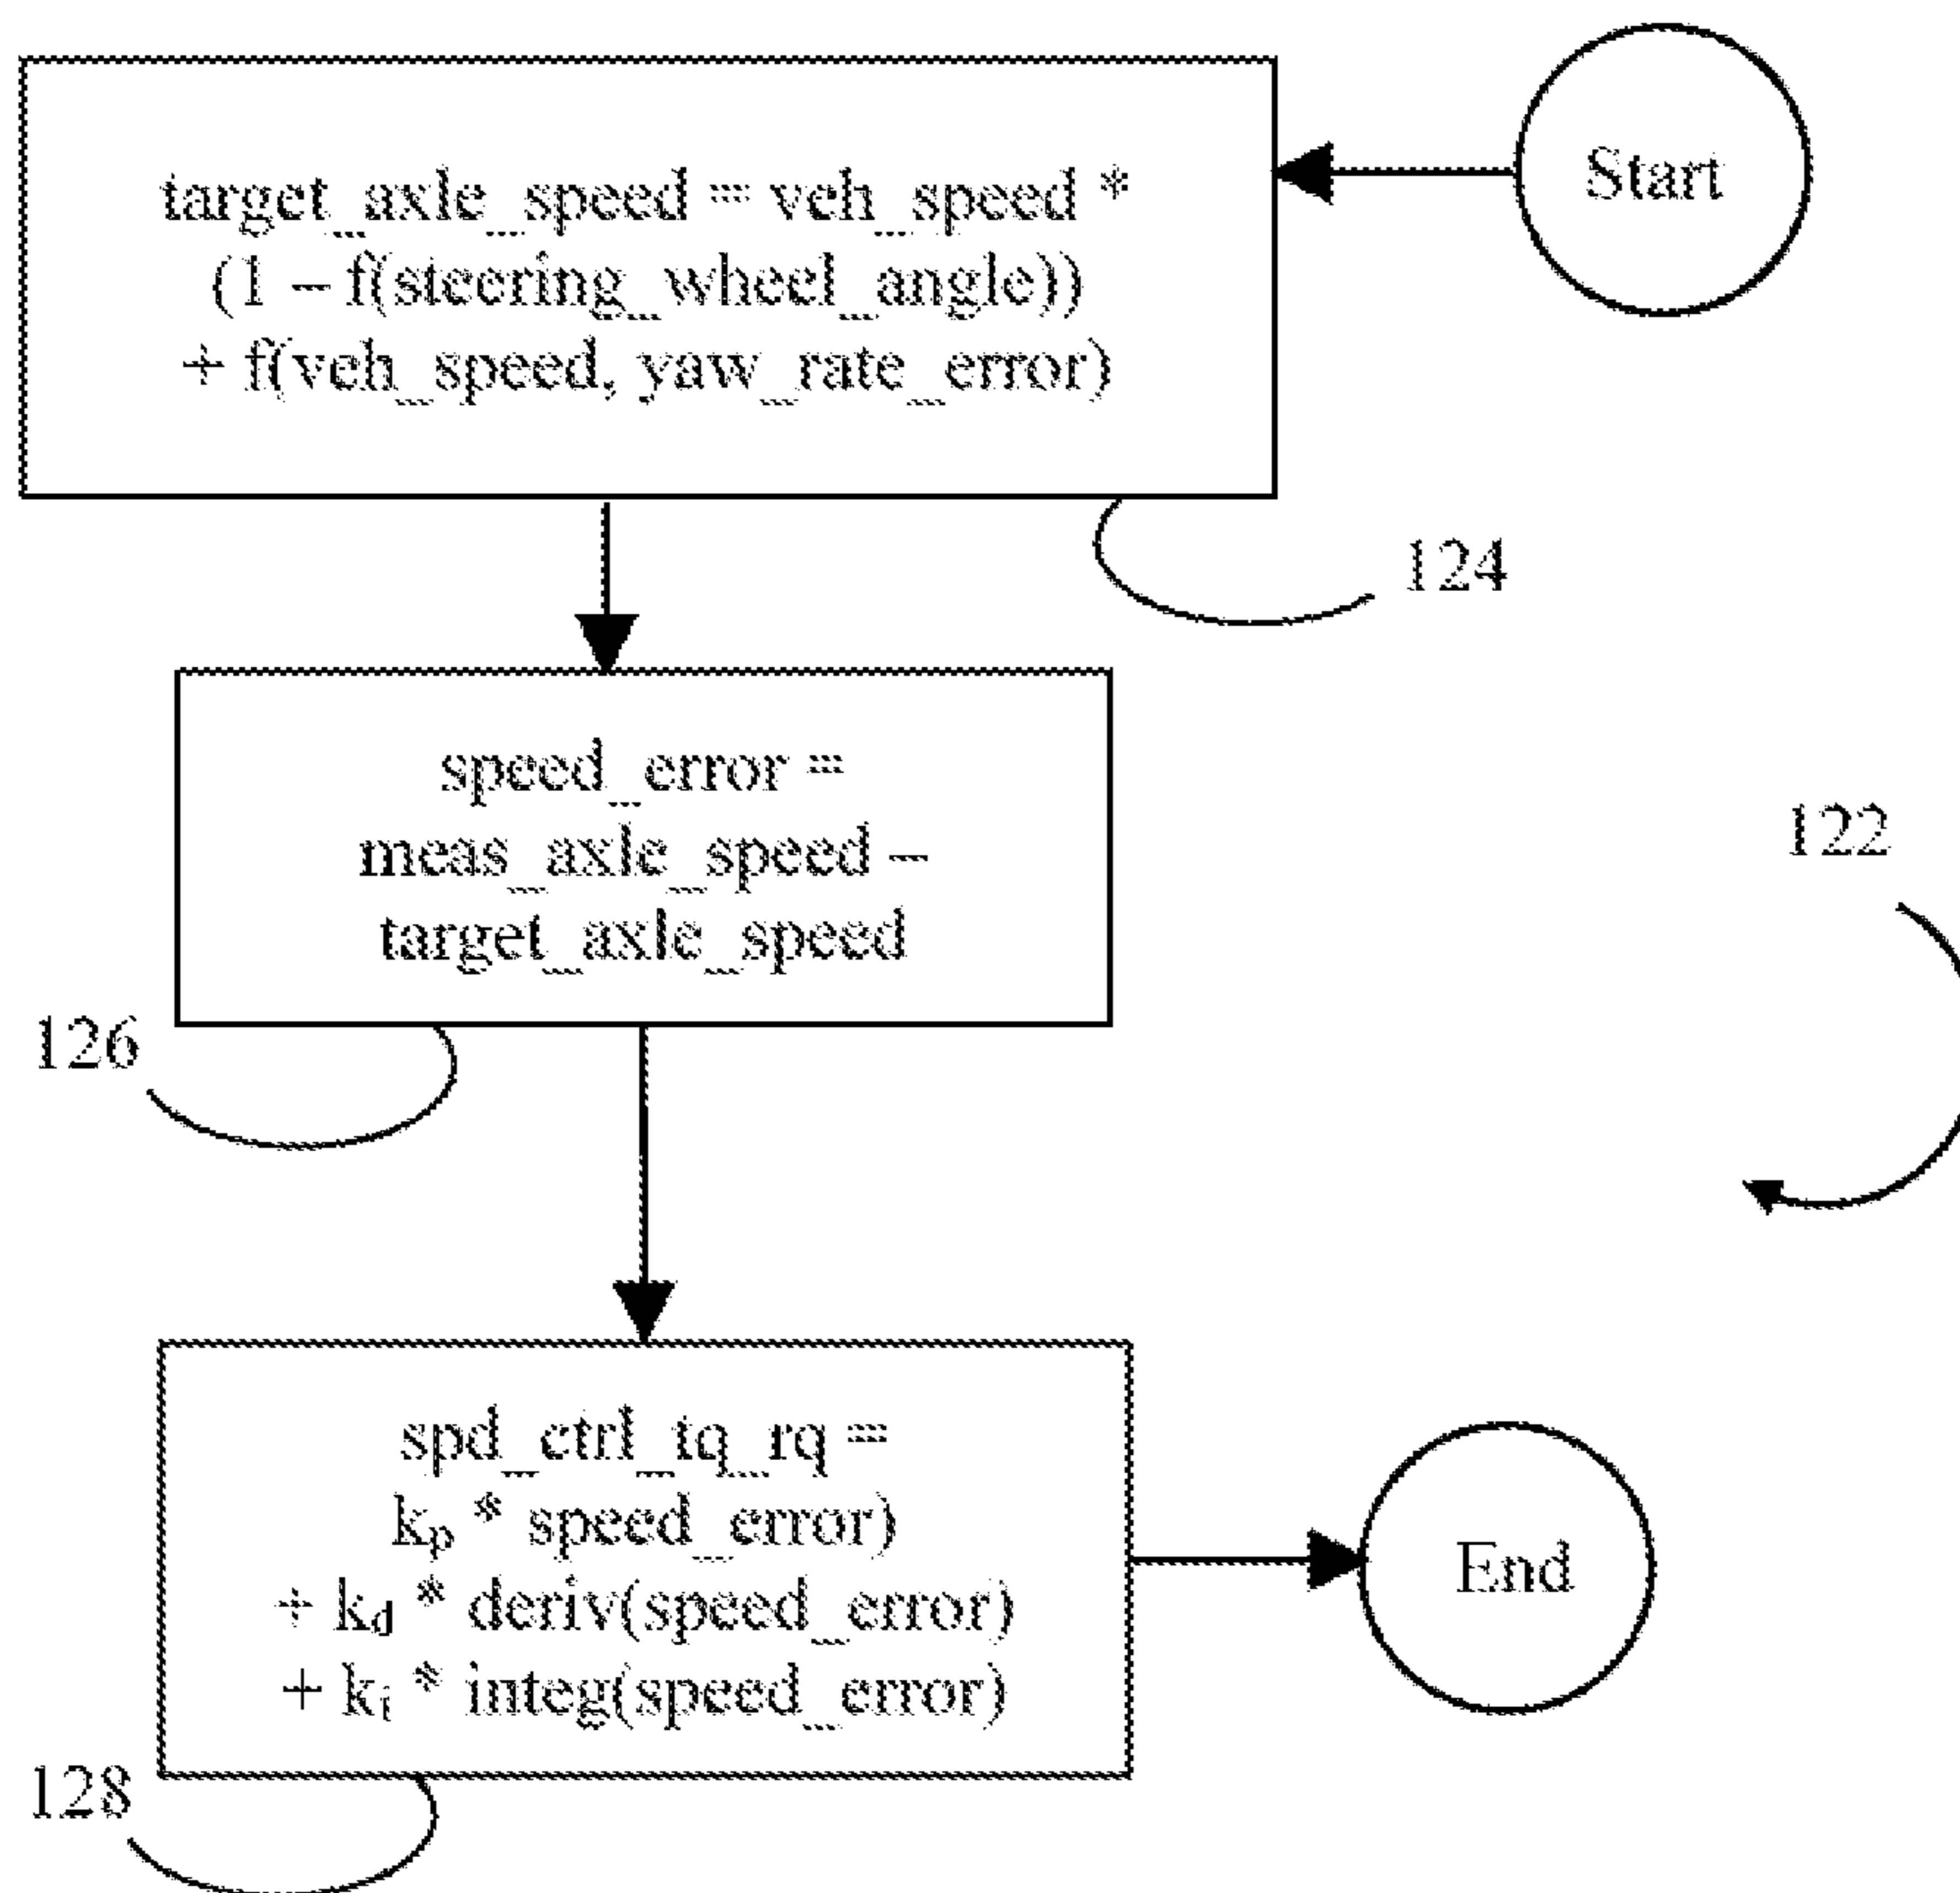 Start
target_axle_speed = veh_speed *
(1 – f(steering_wheel_angle))
+ f(veh_speed, yaw_rate_error)
124
speed_error =
meas_axle_speed –
target_axle_speed
122
126
spd_ctrl_tq_rq =
kₚ * speed_error)
+ k_d * deriv(speed_error)
+ kᵢ * integ(speed_error)
End
128